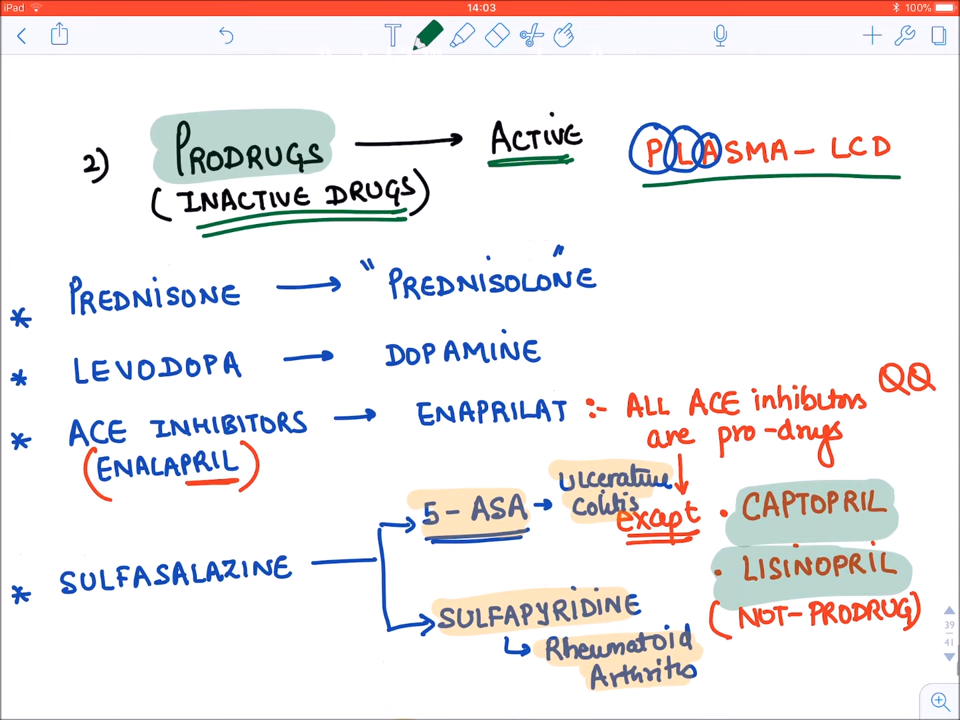 iPad
14:03
100%
T
2) PRODRUGS → ACTIVE
PLASMA - LCD
(INACTIVE DRUGS)
* PREDNISONE → "PREDNISOLONE"
* LEVODOPA → DOPAMINE
* ACE INHIBITORS → ENAPRILAT :- ALL ACE inhibitors QQ
are pro-drugs
(ENALAPRIL)
5-ASA → Ulcerative
Colitis
exapt • CAPTOPRIL
• LISINOPRIL
(NOT-PRODRUG)
* SULFASALAZINE
SULFAPYRIDINE
Rheumatoid
Arthritis
39
41